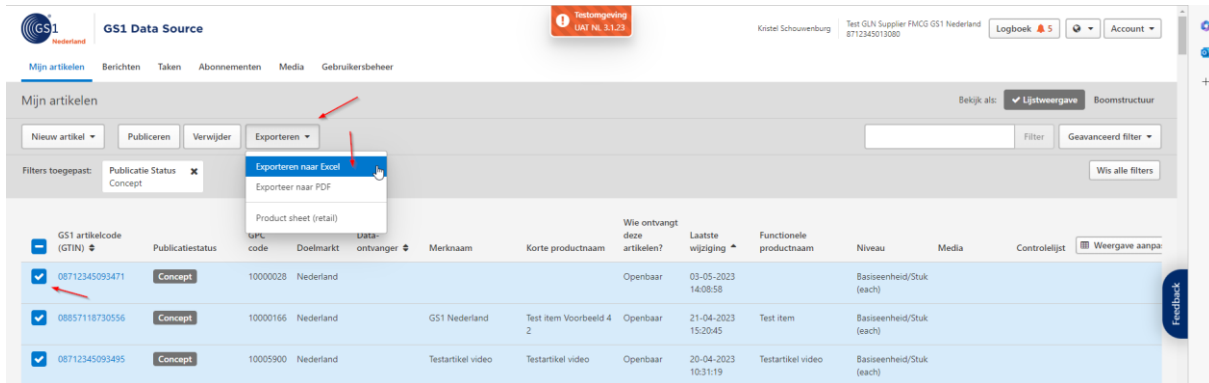 GS1
Nederland
GS1 Data Source
Testomgeving
UAT NL 3.1.23
Kristel Schouwenburg
Test GLN Supplier FMCG GS1 Nederland
8712345013080
Logboek 5
Account
Mijn artikelen Berichten Taken Abonnementen Media Gebruikersbeheer
Mijn artikelen
Bekijk als: Lijstweergave Boomstructuur
Nieuw artikel Publiceren Verwijder Exporteren
Filter Geavanceerd filter
Exporteren naar Excel
Exporteer naar PDF
Product sheet (retail)
Filters toegepast: Publicatie Status
Concept
Wis alle filters
GS1 artikelcode
(GTIN)
Publicatiestatus
GPC
code
Doelmarkt
Data-
ontvanger
Merknaam
Korte productnaam
Wie ontvangt
deze
artikelen?
Laatste
wijziging
Functionele
productnaam
Niveau
Media
Controlelijst
Weergave aanpa
08712345093471 Concept 10000028 Nederland Openbaar 03-05-2023 Basiseenheid/Stuk
14:08:58 (each)
08857118730556 Concept 10000166 Nederland GS1 Nederland Test item Voorbeeld 4 Openbaar 21-04-2023 Test item Basiseenheid/Stuk
2 15:20:45 (each)
08712345093495 Concept 10005900 Nederland Testartikel video Testartikel video Openbaar 20-04-2023 Testartikel video Basiseenheid/Stuk
10:31:19 (each)
Feedback